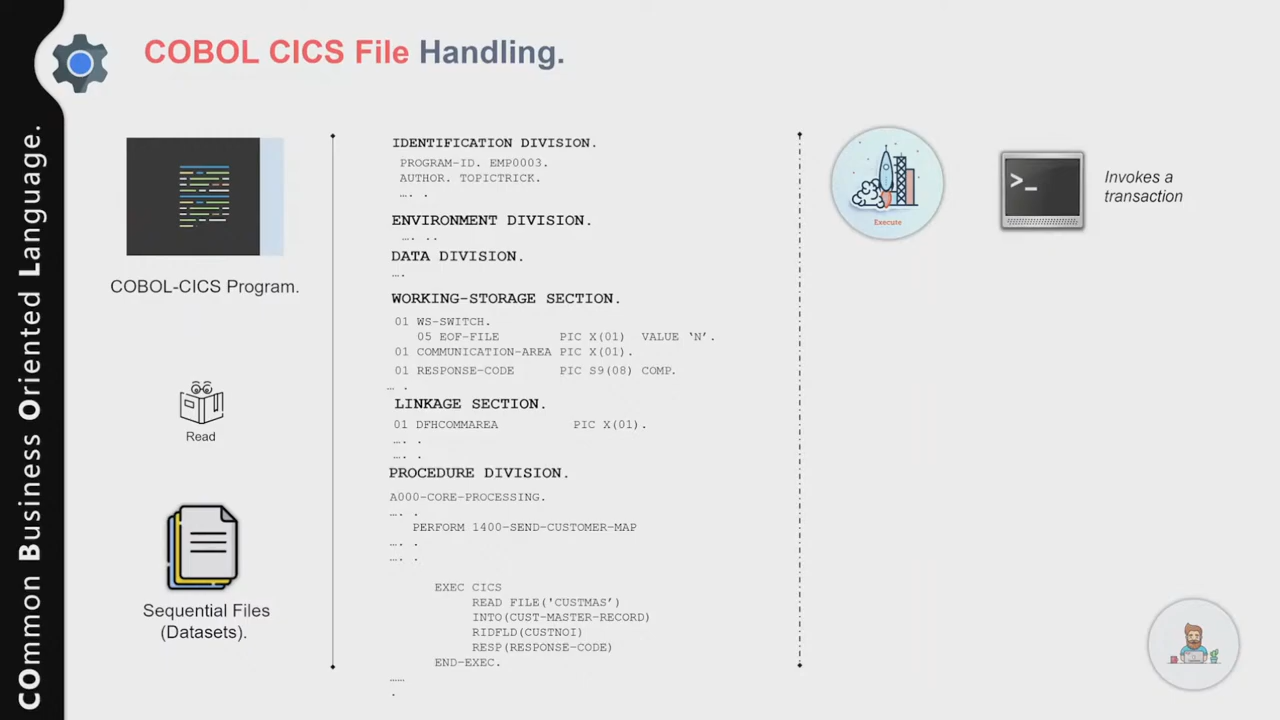 COBOL CICS File Handling.
COmmon Business Oriented Language.
COBOL-CICS Program.
Read
Sequential Files
(Datasets).
IDENTIFICATION DIVISION.
PROGRAM-ID. EMP0003.
AUTHOR. TOPICTRICK.
…. .
ENVIRONMENT DIVISION.
…. ..
DATA DIVISION.
….
WORKING-STORAGE SECTION.
01 WS-SWITCH.
05 EOF-FILE PIC X(01) VALUE ‘N’.
01 COMMUNICATION-AREA PIC X(01).
01 RESPONSE-CODE PIC S9(08) COMP.
… .
LINKAGE SECTION.
01 DFHCOMMAREA PIC X(01).
…. .
…. .
PROCEDURE DIVISION.
A000-CORE-PROCESSING.
…. .
PERFORM 1400-SEND-CUSTOMER-MAP
…. .
…. .
EXEC CICS
READ FILE('CUSTMAS’)
INTO(CUST-MASTER-RECORD)
RIDFLD(CUSTNOI)
RESP(RESPONSE-CODE)
END-EXEC.
……
.
Execute
>_
Invokes a
transaction